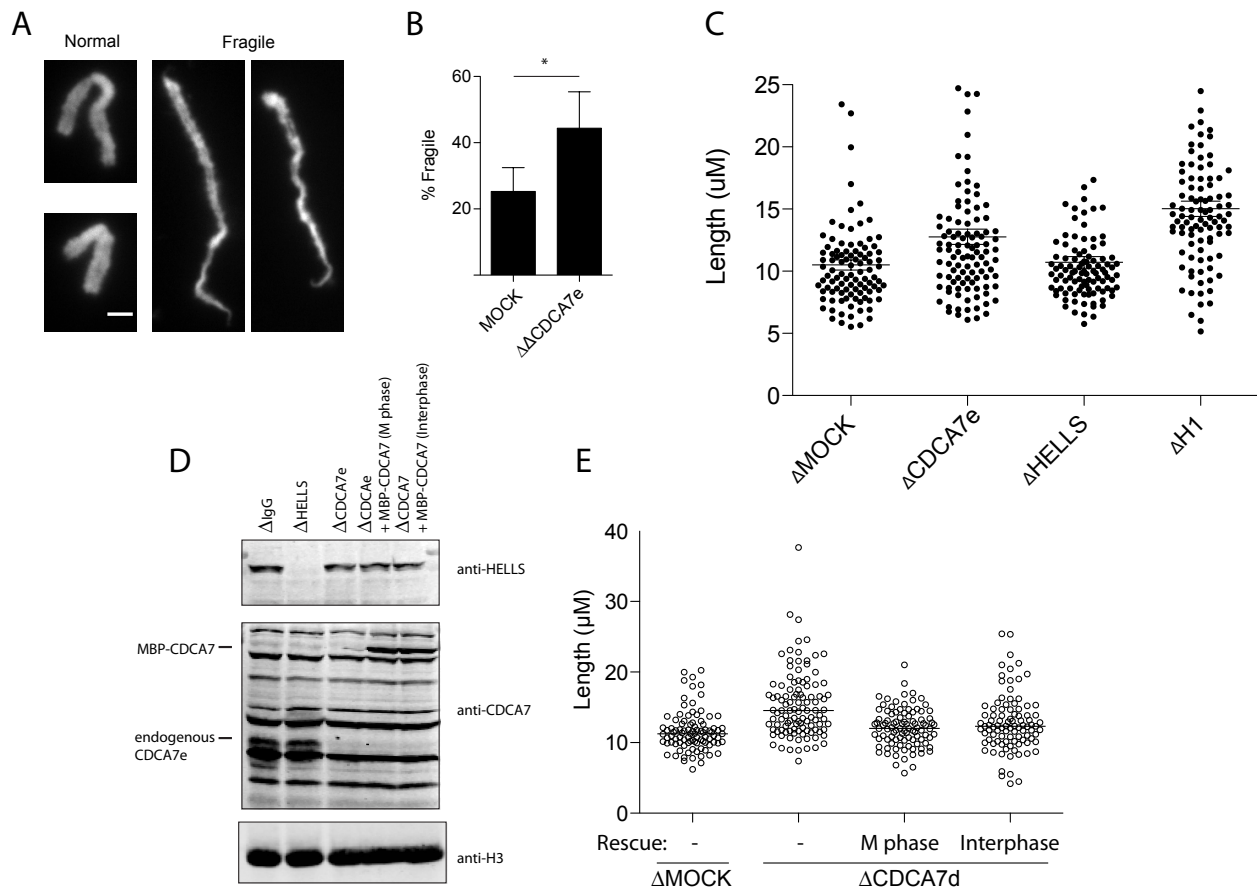 A
Normal
Fragile
B
*
60
40
20
% Fragile
MOCK
ΔΔCDCA7e
C
25
20
15
10
5
0
Length (uM)
ΔMOCK
ΔCDCA7e
ΔHELLS
ΔH1
D
ΔIgG
ΔHELLS
ΔCDCA7e
ΔCDCAe
+ MBP-CDCA7 (M phase)
ΔCDCA7
+ MBP-CDCA7 (Interphase)
anti-HELLS
MBP-CDCA7
anti-CDCA7
endogenous
CDCA7e
anti-H3
E
40
30
20
10
0
Length (µM)
Rescue:
-
-
M phase
Interphase
ΔMOCK
ΔCDCA7d